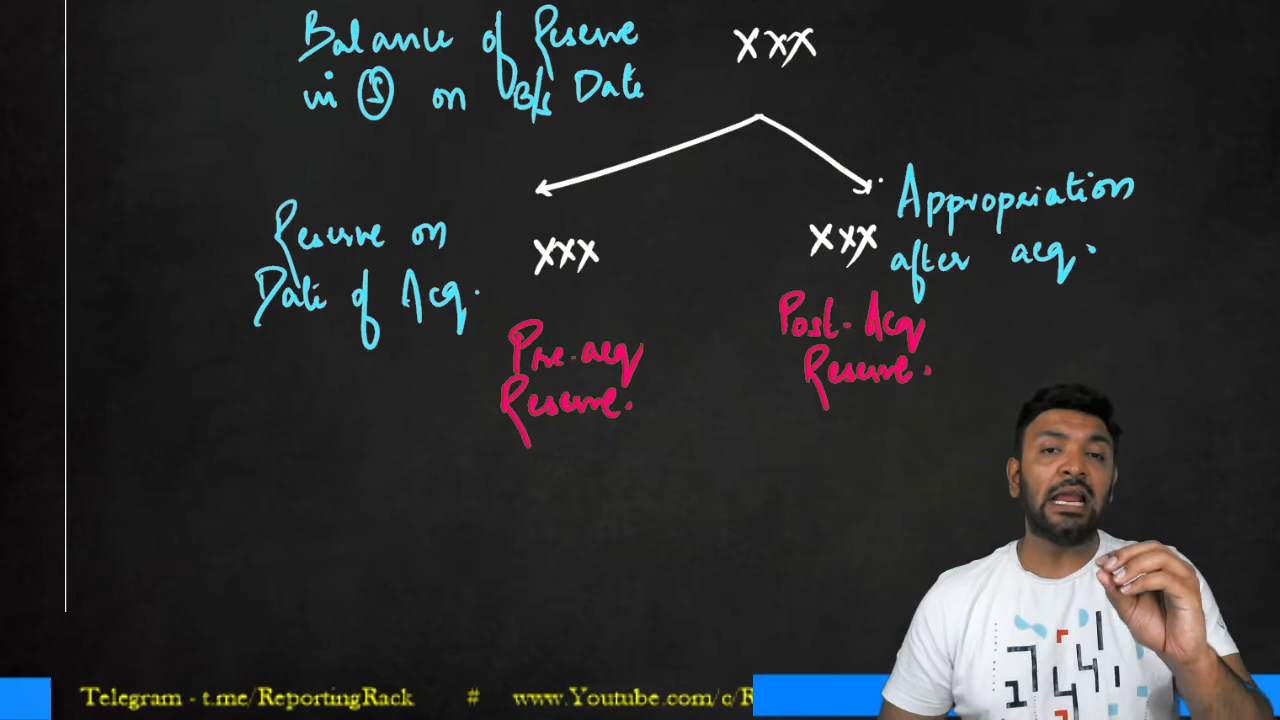 Balance of Reserve XXX
in Ⓢ on B/s Date
Reserve on
Date of Acq.
XXX
Pre-acq
Reserve.
XXX
Appropriation
after acq.
Post-Acq
Reserve.
Telegram - t.me/ReportingRack # www.Youtube.com/c/R